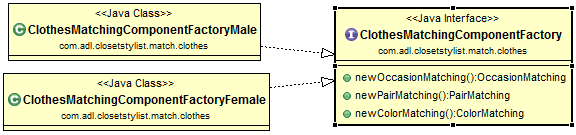 <<Java Class>>
ClothesMatchingComponentFactoryMale
com.adl.closetstylist.match.clothes
<<Java Class>>
ClothesMatchingComponentFactoryFemale
com.adl.closetstylist.match.clothes
<<Java Interface>>
ClothesMatchingComponentFactory
com.adl.closetstylist.match.clothes
newOccasionMatching():OccasionMatching
newPairMatching():PairMatching
newColorMatching():ColorMatching